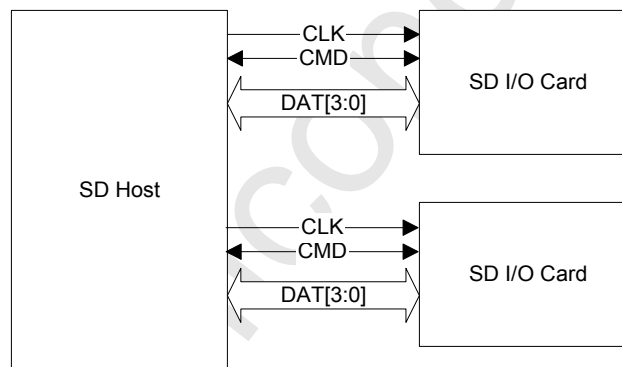 CLK
CMD
SD I/O Card
DAT[3:0]
SD Host
CLK
CMD
SD I/O Card
DAT[3:0]